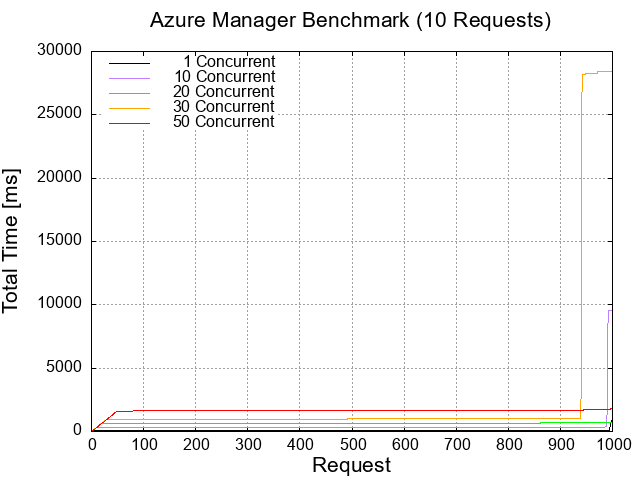 Azure Manager Benchmark (10 Requests)
30000
25000
20000
15000
10000
5000
0
Total Time [ms]
1 Concurrent
10 Concurrent
20 Concurrent
30 Concurrent
50 Concurrent
0 100 200 300 400 500 600 700 800 900 1000
Request